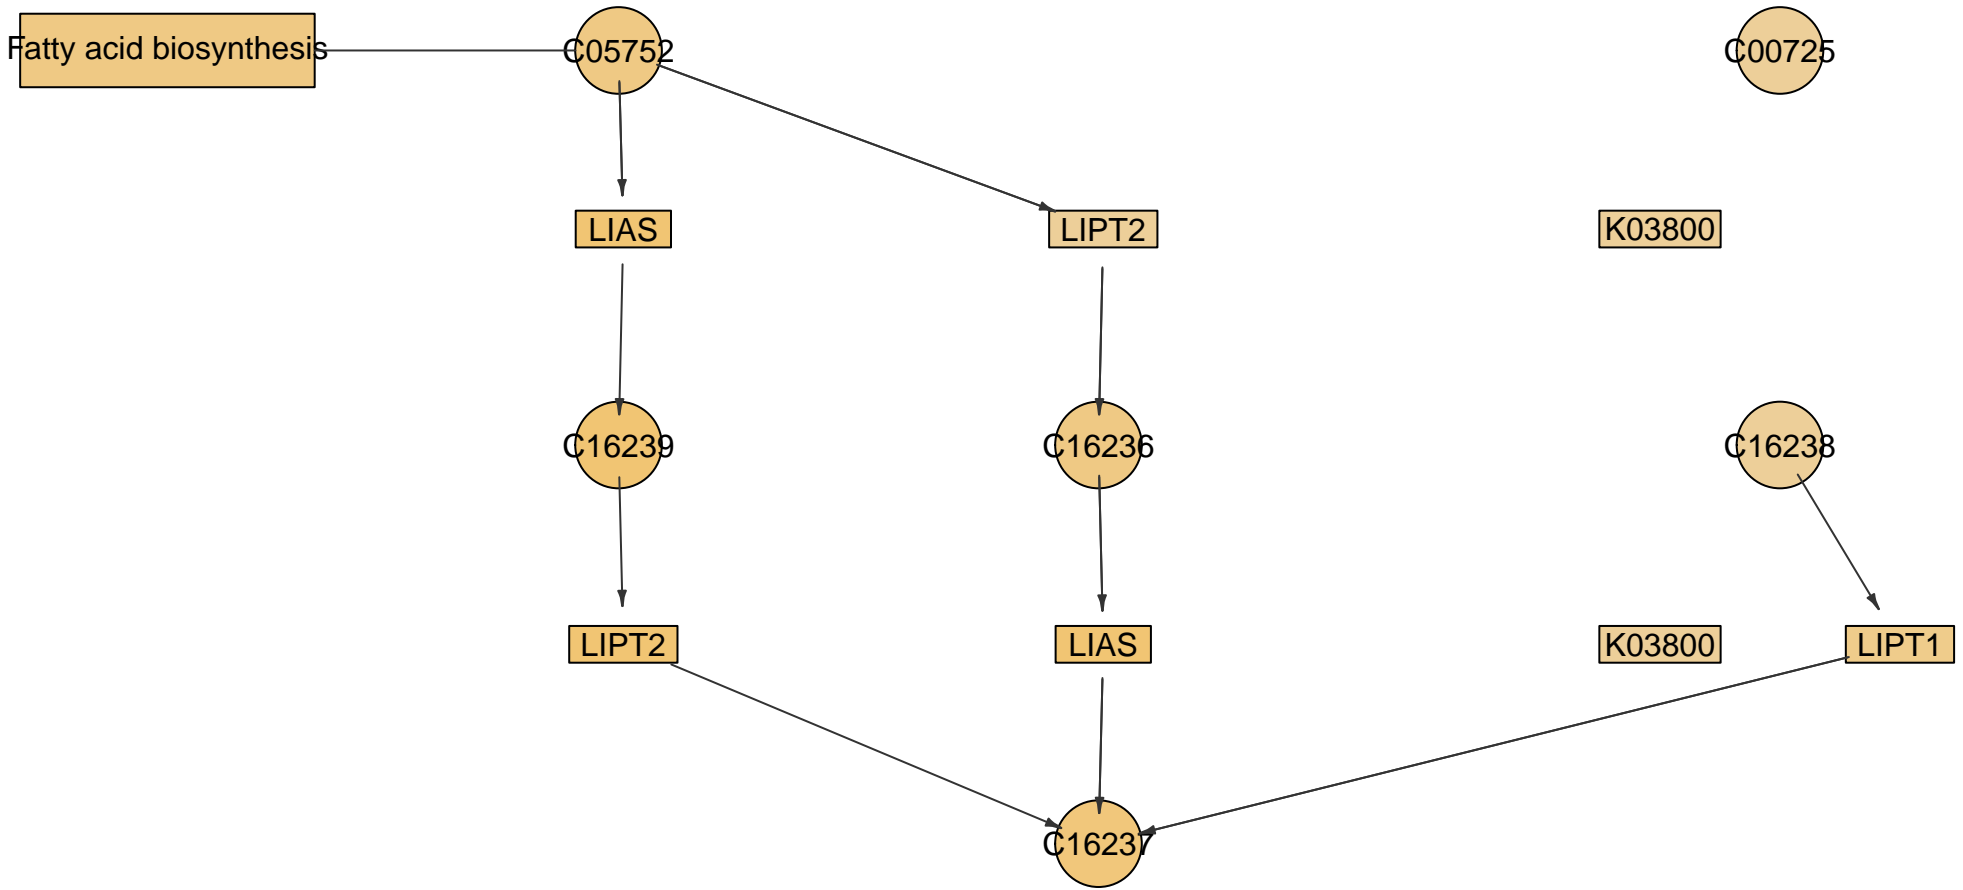 Fatty acid biosynthesis
C05752
C00725
LIAS
LIPT2
K03800
C16239
C16236
C16238
LIPT2
LIAS
K03800
LIPT1
C16237